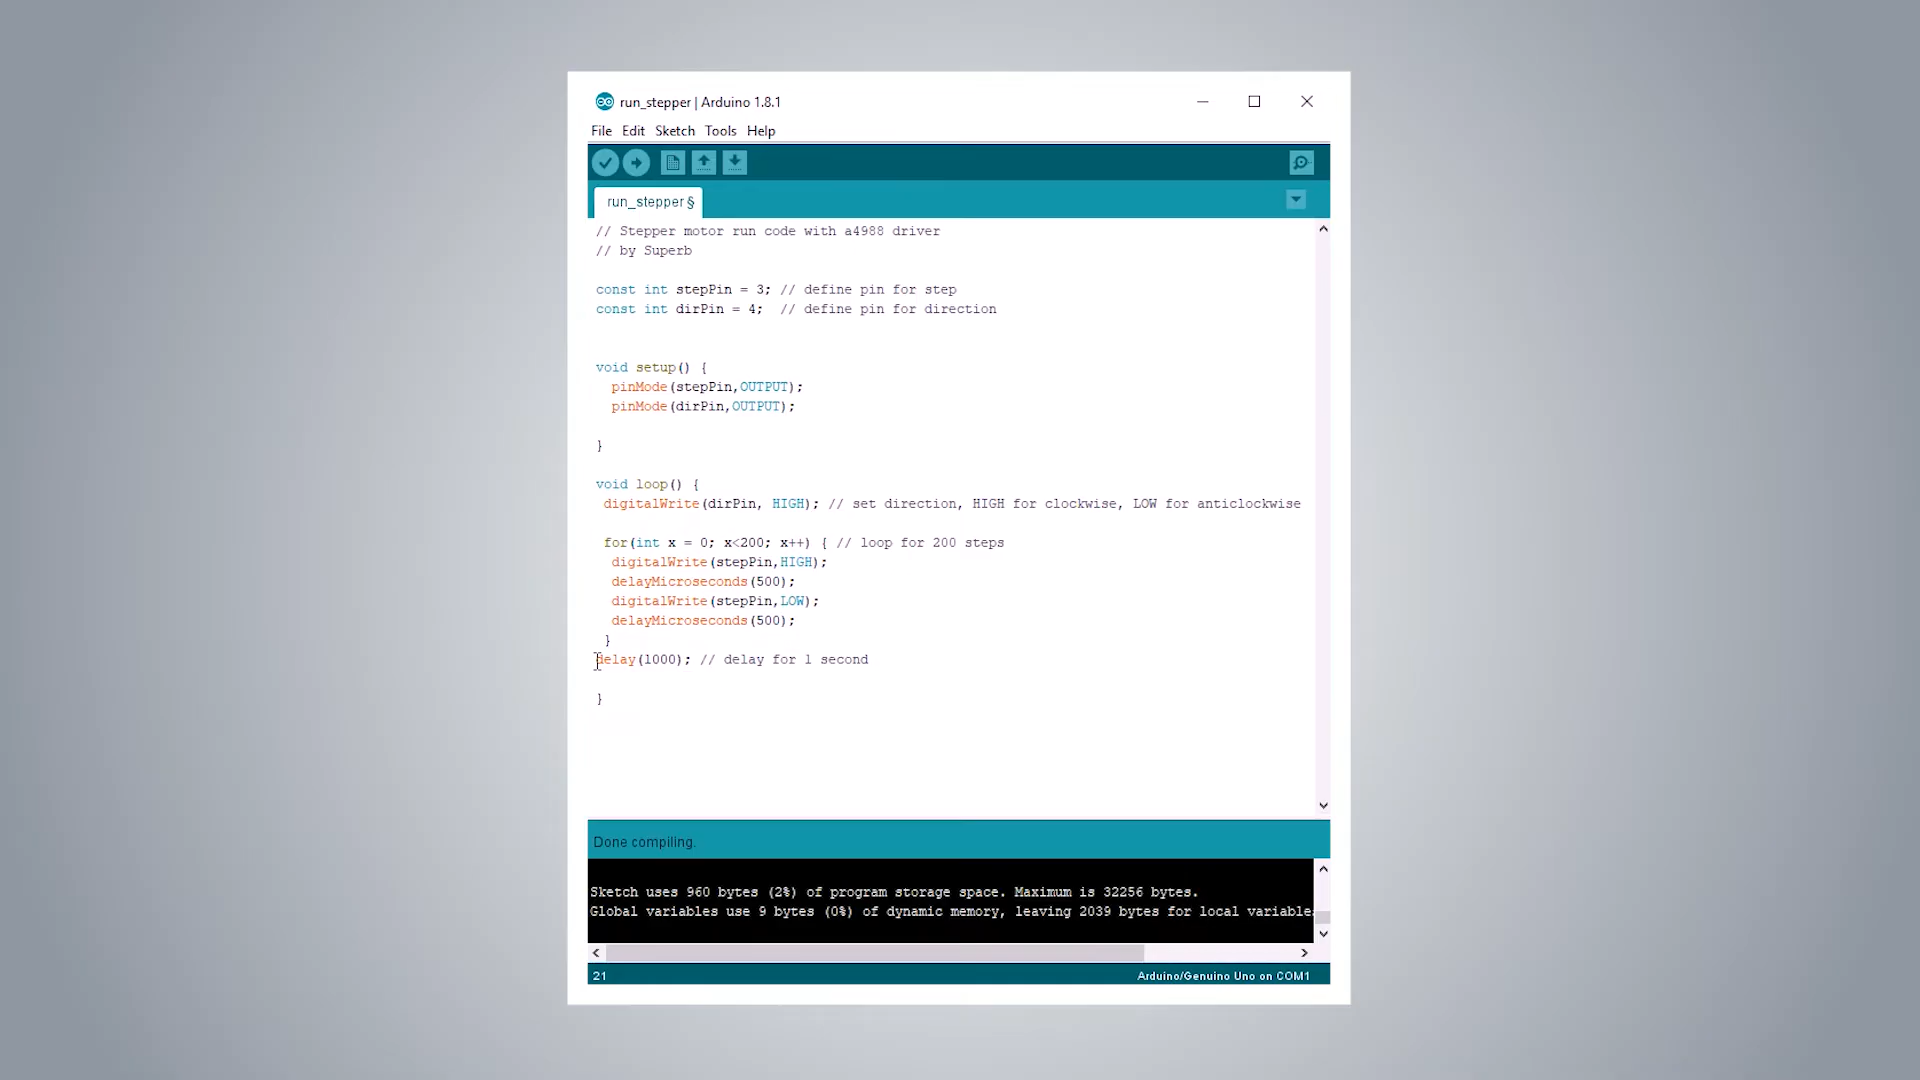 run_stepper | Arduino 1.8.1
File Edit Sketch Tools Help
run_stepper §
// Stepper motor run code with a4988 driver
// by Superb
const int stepPin = 3; // define pin for step
const int dirPin = 4;  // define pin for direction
void setup() {
pinMode(stepPin,OUTPUT);
pinMode(dirPin,OUTPUT);
}
void loop() {
digitalWrite(dirPin, HIGH); // set direction, HIGH for clockwise, LOW for anticlockwise
for(int x = 0; x<200; x++) { // loop for 200 steps
digitalWrite(stepPin,HIGH);
delayMicroseconds(500);
digitalWrite(stepPin,LOW);
delayMicroseconds(500);
}
delay(1000); // delay for 1 second
}
Done compiling.
Sketch uses 960 bytes (2%) of program storage space. Maximum is 32256 bytes.
Global variables use 9 bytes (0%) of dynamic memory, leaving 2039 bytes for local variable
21 Arduino/Genuino Uno on COM1